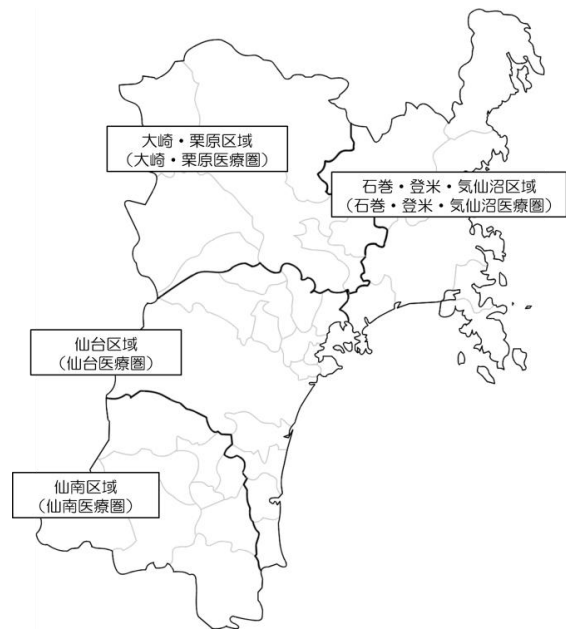 大崎・栗原区域
（大崎・栗原医療圏）
石巻・登米・気仙沼区域
（石巻・登米・気仙沼医療圏）
仙台区域
（仙台医療圏）
仙南区域
（仙南医療圏）